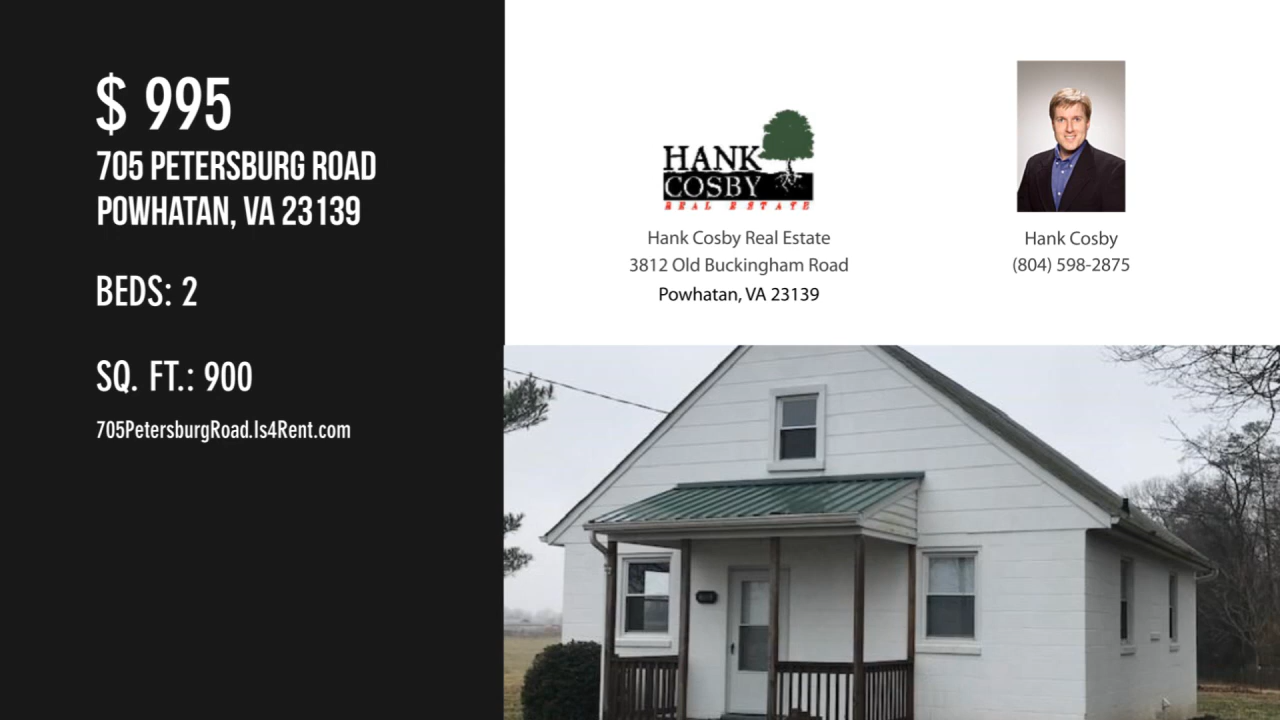 $ 995
705 PETERSBURG ROAD
POWHATAN, VA 23139
BEDS: 2
SQ. FT.: 900
705PetersburgRoad.Is4Rent.com
HANK
COSBY
REAL ESTATE
Hank Cosby Real Estate
3812 Old Buckingham Road
Powhatan, VA 23139
Hank Cosby
(804) 598-2875